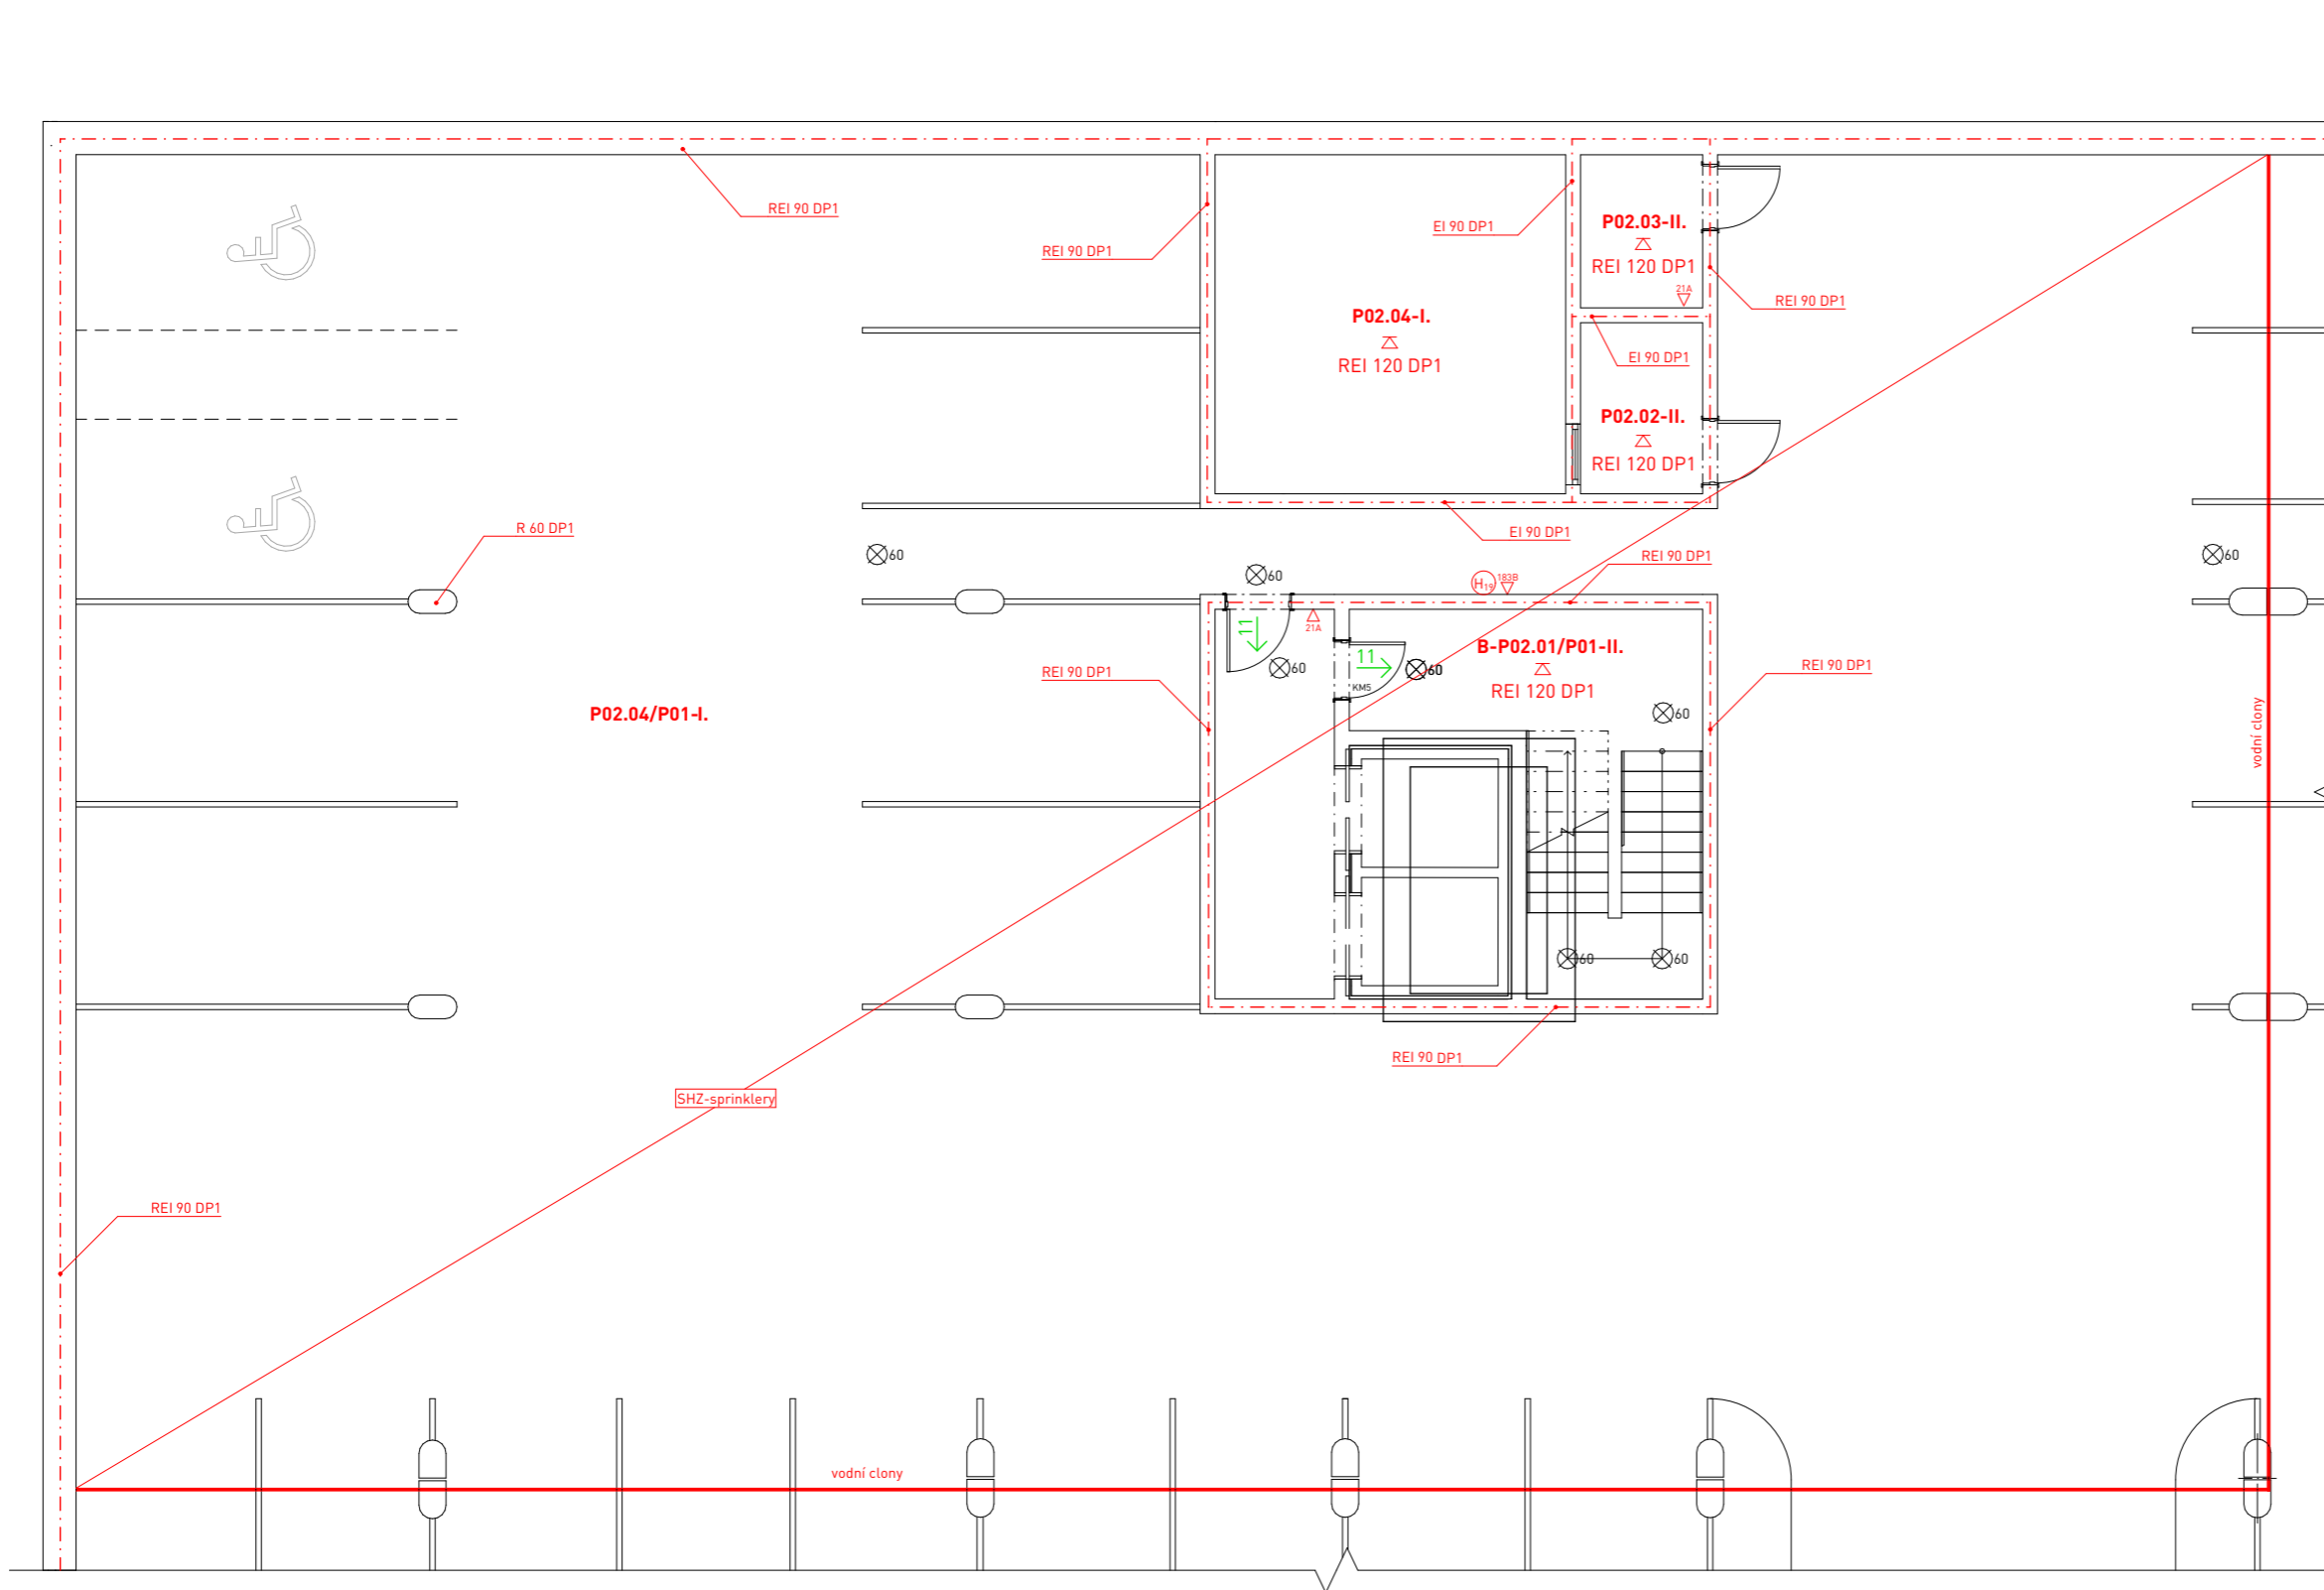 REI 90 DP1
REI 90 DP1
EI 90 DP1
P02.03-II.
REI 120 DP1
21A
REI 90 DP1
P02.04-I.
REI 120 DP1
EI 90 DP1
P02.02-II.
REI 120 DP1
R 60 DP1
EI 90 DP1
60
60
H19
183B
REI 90 DP1
60
11
21A
60
11
60
KM5
B-P02.01/P01-II.
REI 120 DP1
REI 90 DP1
REI 90 DP1
P02.04/P01-I.
60
vodní clony
60
60
REI 90 DP1
SHZ-sprinklery
REI 90 DP1
vodní clony